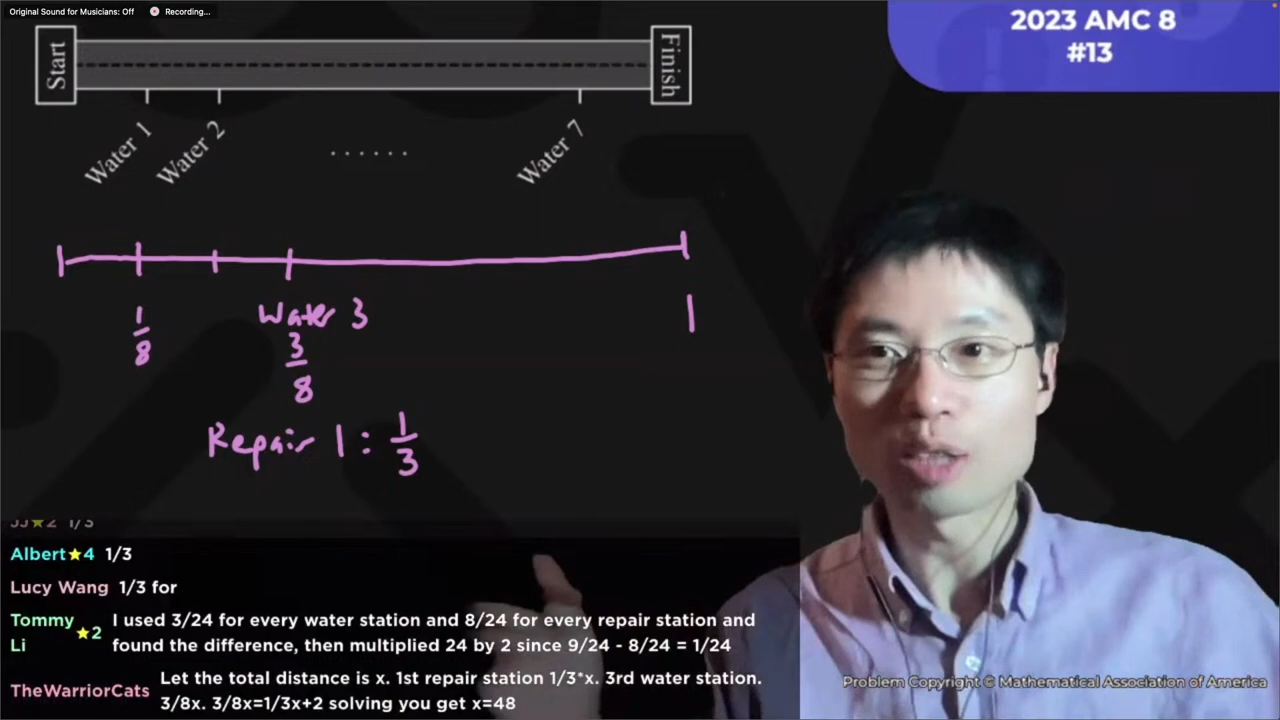 Original Sound for Musicians: Off
Recording...
2023 AMC 8
#13
Start
Finish
Water 1
Water 2
......
Water 7
1/8
Water 3
3/8
1
Repair 1: 1/3
JJ★2 1/3
Albert★4 1/3
Lucy Wang 1/3 for
Tommy Li ★2 I used 3/24 for every water station and 8/24 for every repair station and
found the difference, then multiplied 24 by 2 since 9/24 - 8/24 = 1/24
TheWarriorCats Let the total distance is x. 1st repair station 1/3*x. 3rd water station.
3/8x. 3/8x=1/3x+2 solving you get x=48
Problem Copyright © Mathematical Association of America